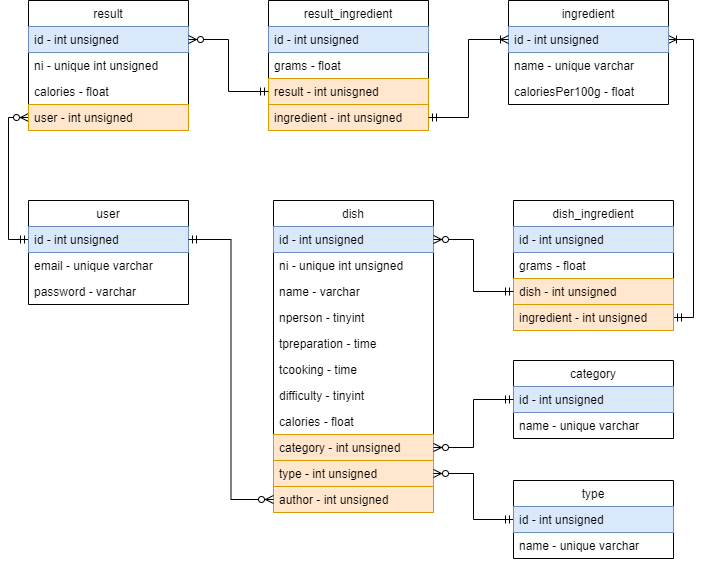 result
id - int unsigned
ni - unique int unsigned
calories - float
user - int unsigned
result_ingredient
id - int unsigned
grams - float
result - int unisgned
ingredient - int unsigned
ingredient
id - int unsigned
name - unique varchar
caloriesPer100g - float
user
id - int unsigned
email - unique varchar
password - varchar
dish
id - int unsigned
ni - unique int unsigned
name - varchar
nperson - tinyint
tpreparation - time
tcooking - time
difficulty - tinyint
calories - float
category - int unsigned
type - int unsigned
author - int unsigned
dish_ingredient
id - int unsigned
grams - float
dish - int unsigned
ingredient - int unsigned
category
id - int unsigned
name - unique varchar
type
id - int unsigned
name - unique varchar